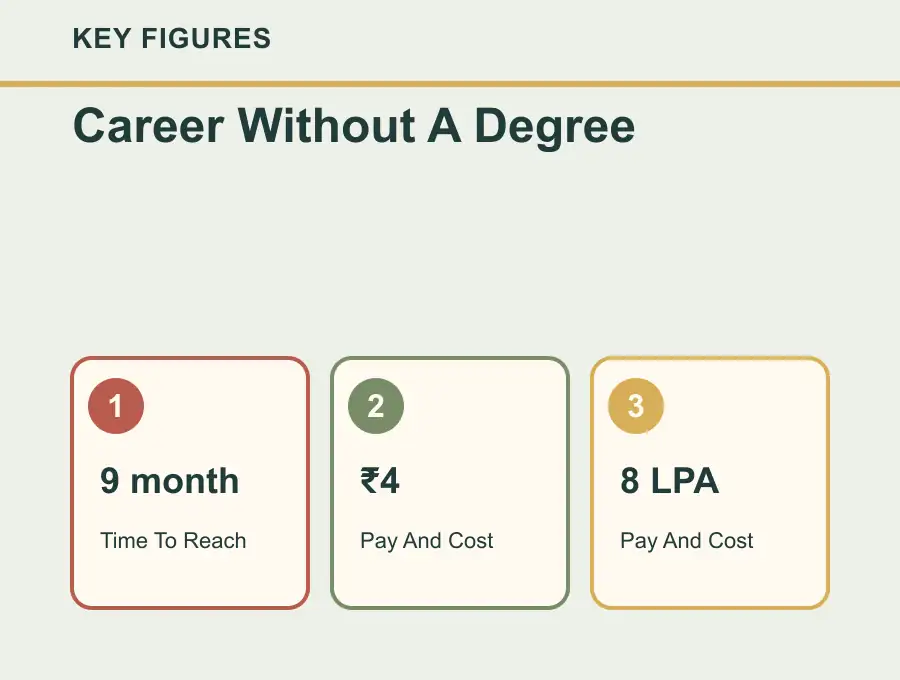 KEY FIGURES
Career Without A Degree
1
9 month
Time To Reach
2
₹4
Pay And Cost
3
8 LPA
Pay And Cost